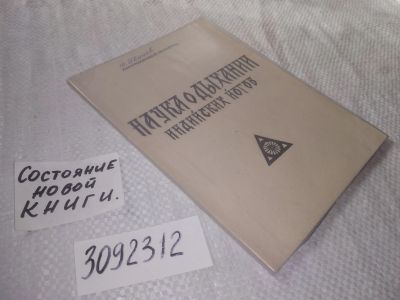 НАУКА О ДЫХАНИИ
ИНДИЙСКИХ ЙОГОВ
СОСТОЯНИЕ
НОВОЙ
КНИГИ.
3092312